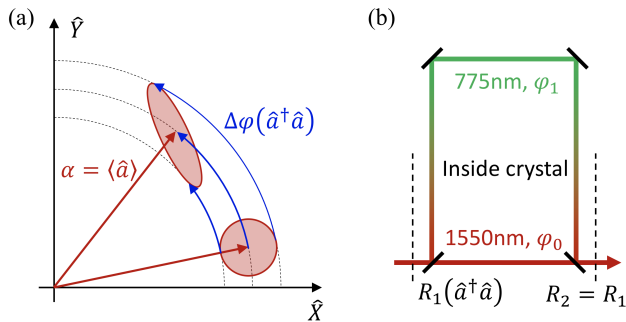 (a)
Ŷ
Δφ(â†â)
α = ⟨â⟩
X̂
(b)
775nm, φ₁
Inside crystal
1550nm, φ₀
R₁(â†â)
R₂ = R₁